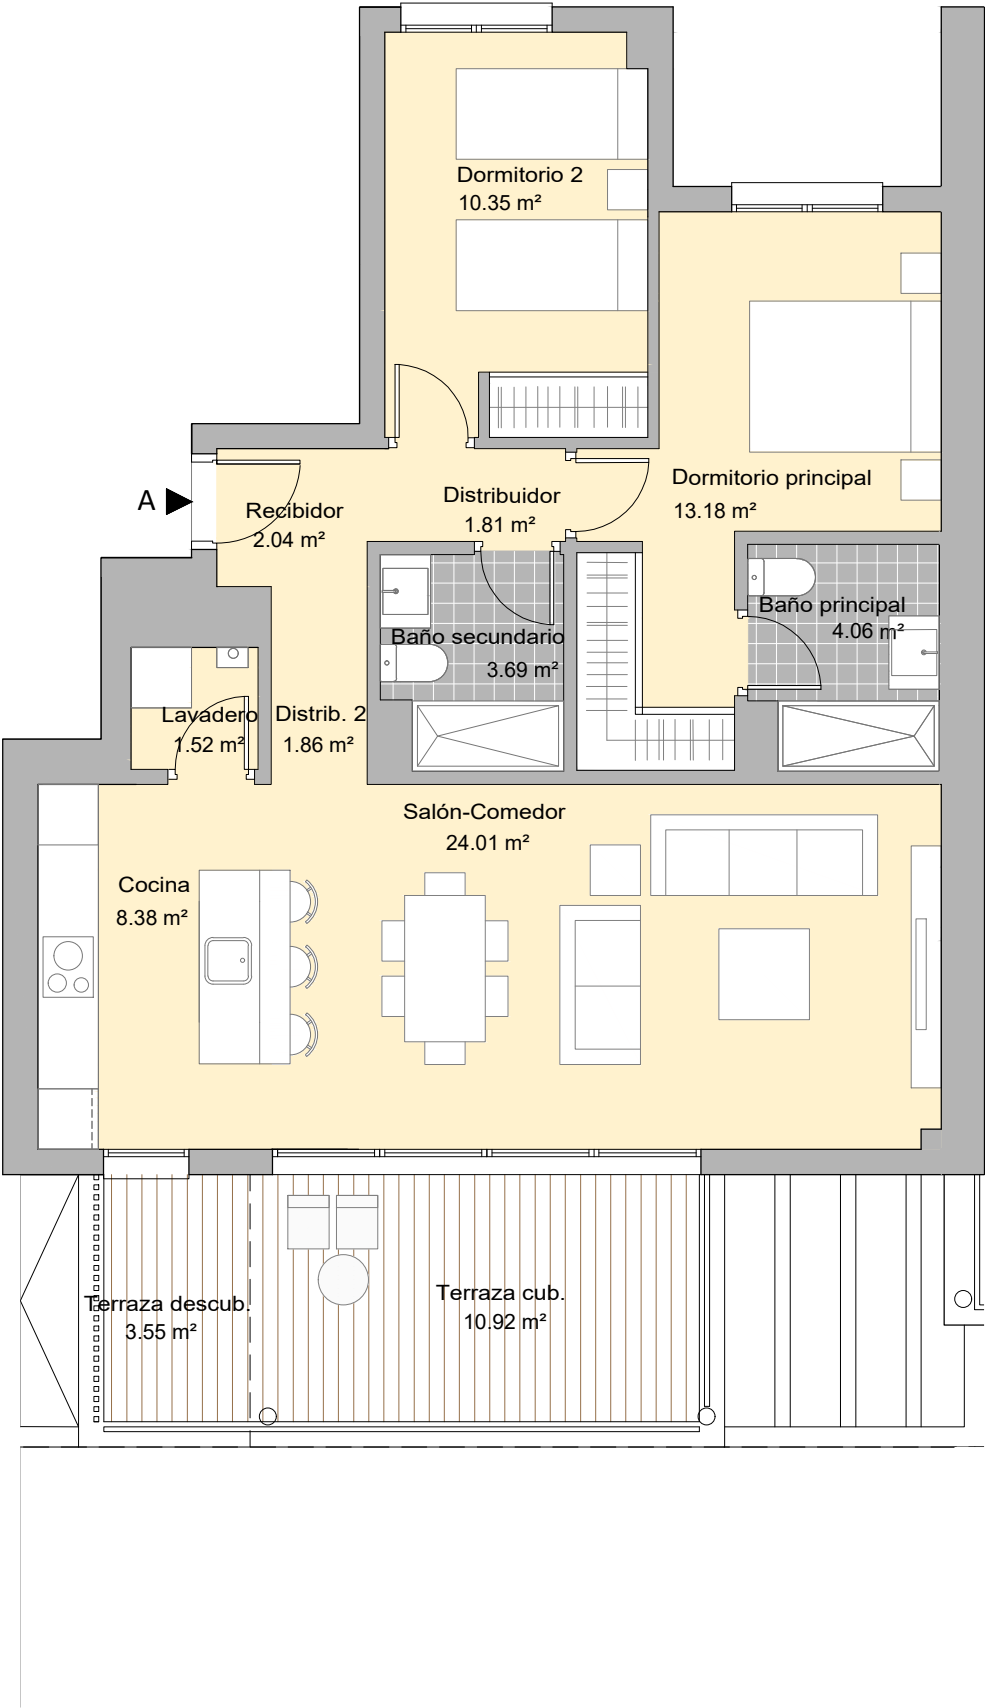 Dormitorio 2
10.35 m²
Dormitorio principal
13.18 m²
A
Recibidor
2.04 m²
Distribuidor
1.81 m²
Baño principal
4.06 m²
Baño secundario
3.69 m²
Lavadero
1.52 m²
Distrib. 2
1.86 m²
Salón-Comedor
24.01 m²
Cocina
8.38 m²
Terraza descub.
3.55 m²
Terraza cub.
10.92 m²